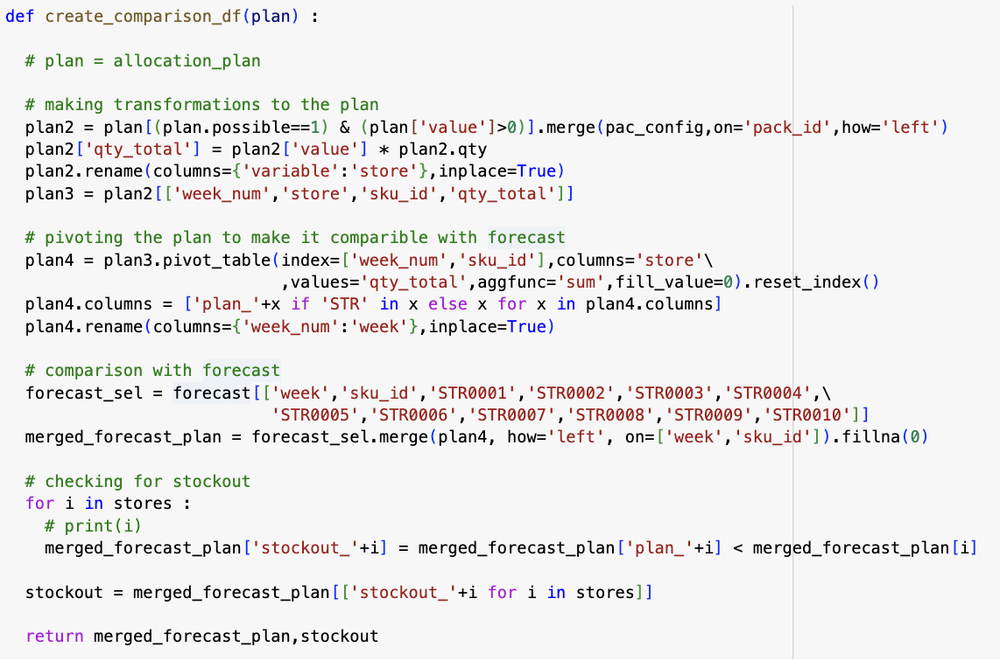 def create_comparison_df(plan) :
# plan = allocation_plan
# making transformations to the plan
plan2 = plan[(plan.possible==1) & (plan['value']>0)].merge(pac_config,on='pack_id',how='left')
plan2['qty_total'] = plan2['value'] * plan2.qty
plan2.rename(columns={'variable':'store'},inplace=True)
plan3 = plan2[['week_num','store','sku_id','qty_total']]
# pivoting the plan to make it comparible with forecast
plan4 = plan3.pivot_table(index=['week_num','sku_id'],columns='store'\
,values='qty_total',aggfunc='sum',fill_value=0).reset_index()
plan4.columns = ['plan_'+x if 'STR' in x else x for x in plan4.columns]
plan4.rename(columns={'week_num':'week'},inplace=True)
# comparison with forecast
forecast_sel = forecast[['week','sku_id','STR0001','STR0002','STR0003','STR0004',\
'STR0005','STR0006','STR0007','STR0008','STR0009','STR0010']]
merged_forecast_plan = forecast_sel.merge(plan4, how='left', on=['week','sku_id']).fillna(0)
# checking for stockout
for i in stores :
# print(i)
merged_forecast_plan['stockout_'+i] = merged_forecast_plan['plan_'+i] < merged_forecast_plan[i]
stockout = merged_forecast_plan[['stockout_'+i for i in stores]]
return merged_forecast_plan,stockout